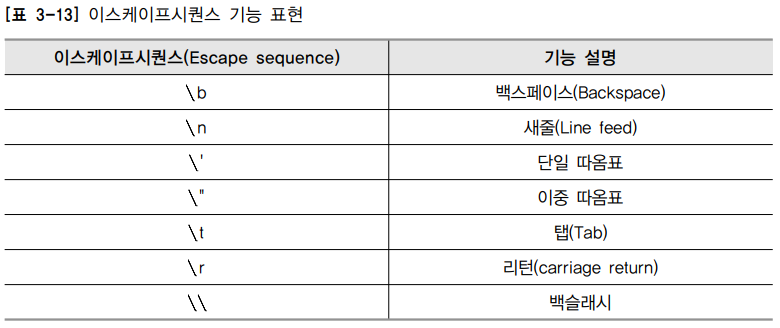 [표 3-13] 이스케이프시퀀스 기능 표현
이스케이프시퀀스(Escape sequence) 기능 설명
\b 백스페이스(Backspace)
\n 새줄(Line feed)
\' 단일 따옴표
\" 이중 따옴표
\t 탭(Tab)
\r 리턴(carriage return)
\\ 백슬래시